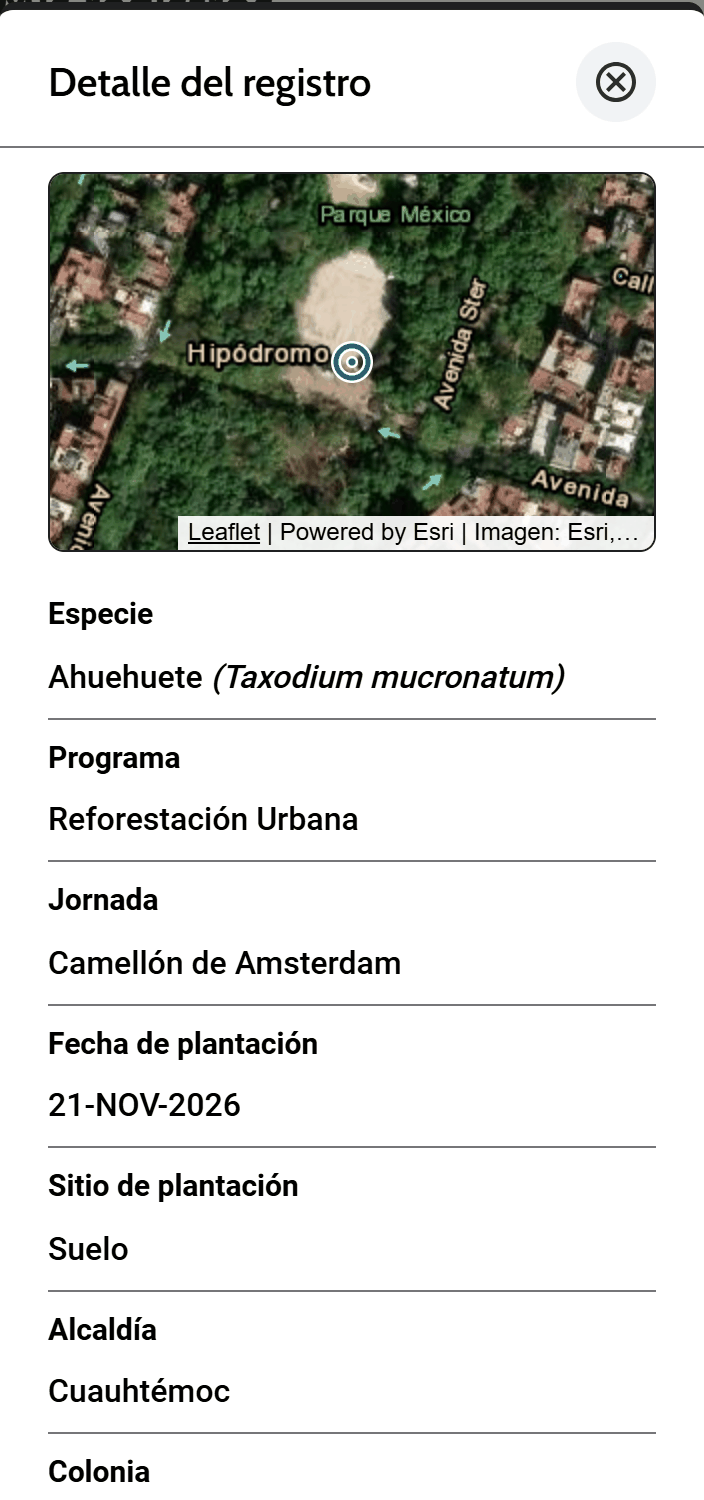 Detalle del registro
Parque México
Call
Avenida Ster
Hipódromo
Avenida
Aveni
Leaflet | Powered by Esri | Imagen: Esri,…
Especie
Ahuehuete (Taxodium mucronatum)
Programa
Reforestación Urbana
Jornada
Camellón de Amsterdam
Fecha de plantación
21-NOV-2026
Sitio de plantación
Suelo
Alcaldía
Cuauhtémoc
Colonia